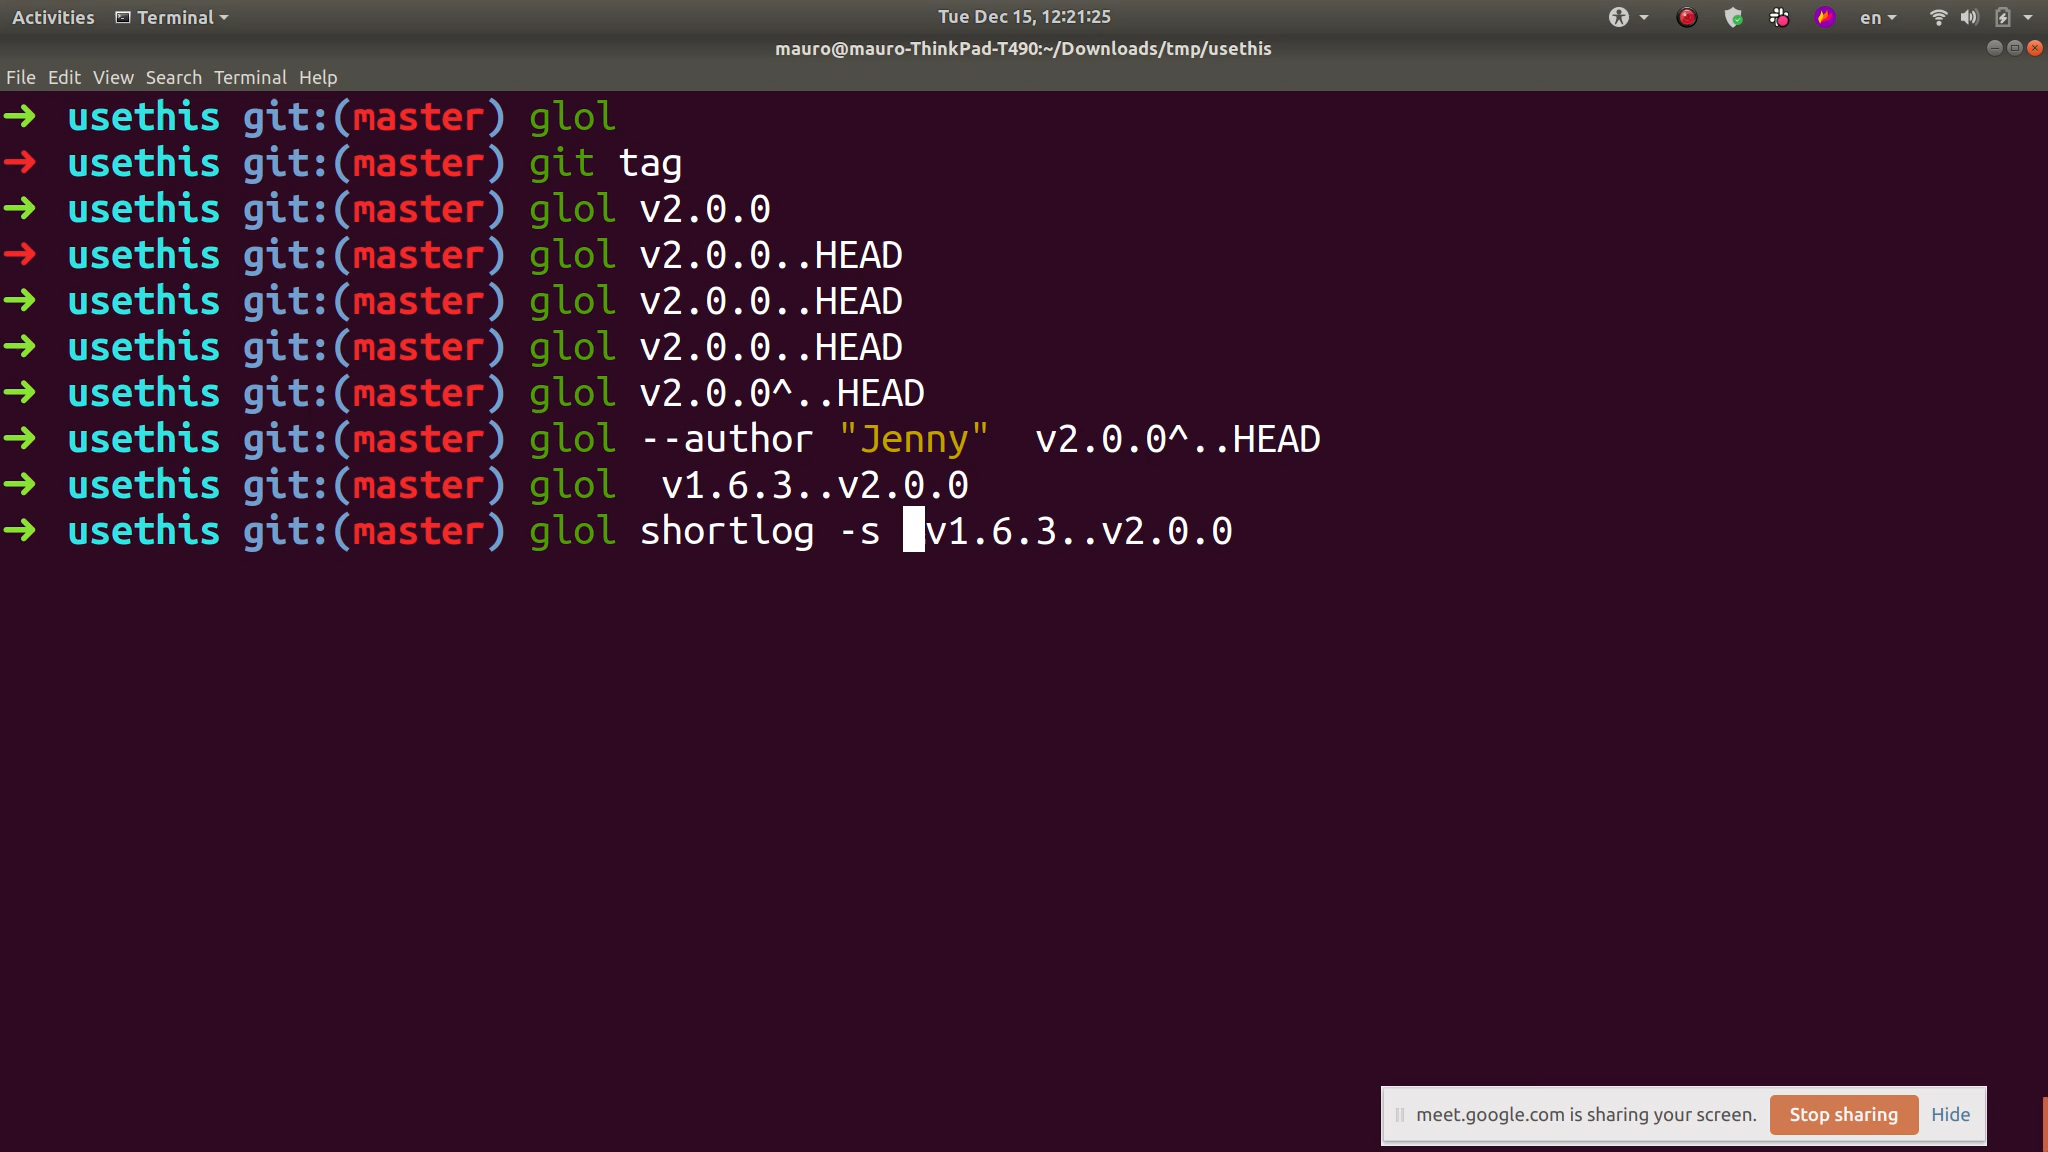 Activities Terminal Tue Dec 15, 12:21:25 en
mauro@mauro-ThinkPad-T490:~/Downloads/tmp/usethis
File Edit View Search Terminal Help
➜ usethis git:(master) glol
➜ usethis git:(master) git tag
➜ usethis git:(master) glol v2.0.0
➜ usethis git:(master) glol v2.0.0..HEAD
➜ usethis git:(master) glol v2.0.0..HEAD
➜ usethis git:(master) glol v2.0.0..HEAD
➜ usethis git:(master) glol v2.0.0^..HEAD
➜ usethis git:(master) glol --author "Jenny"  v2.0.0^..HEAD
➜ usethis git:(master) glol  v1.6.3..v2.0.0
➜ usethis git:(master) glol shortlog -s  v1.6.3..v2.0.0
meet.google.com is sharing your screen. Stop sharing Hide